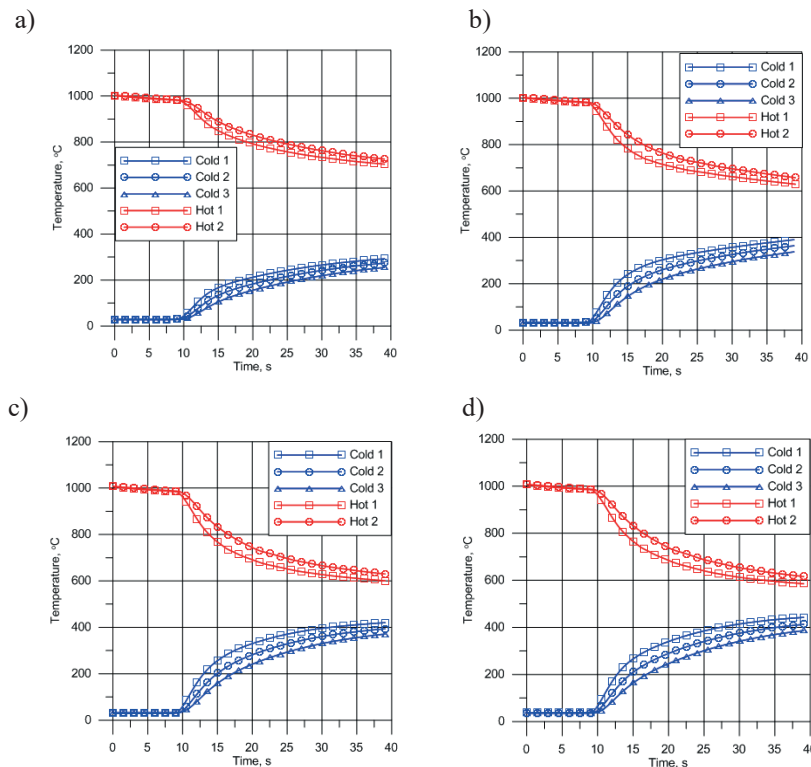 a)
1200
1000
800
600
400
200
0
Temperature, °C
Cold 1
Cold 2
Cold 3
Hot 1
Hot 2
0 5 10 15 20 25 30 35 40
Time, s
b)
1200
1000
800
600
400
200
0
Temperature, °C
Cold 1
Cold 2
Cold 3
Hot 1
Hot 2
0 5 10 15 20 25 30 35 40
Time, s
c)
1200
1000
800
600
400
200
0
Temperature, °C
Cold 1
Cold 2
Cold 3
Hot 1
Hot 2
0 5 10 15 20 25 30 35 40
Time, s
d)
1200
1000
800
600
400
200
0
Temperature, °C
Cold 1
Cold 2
Cold 3
Hot 1
Hot 2
0 5 10 15 20 25 30 35 40
Time, s